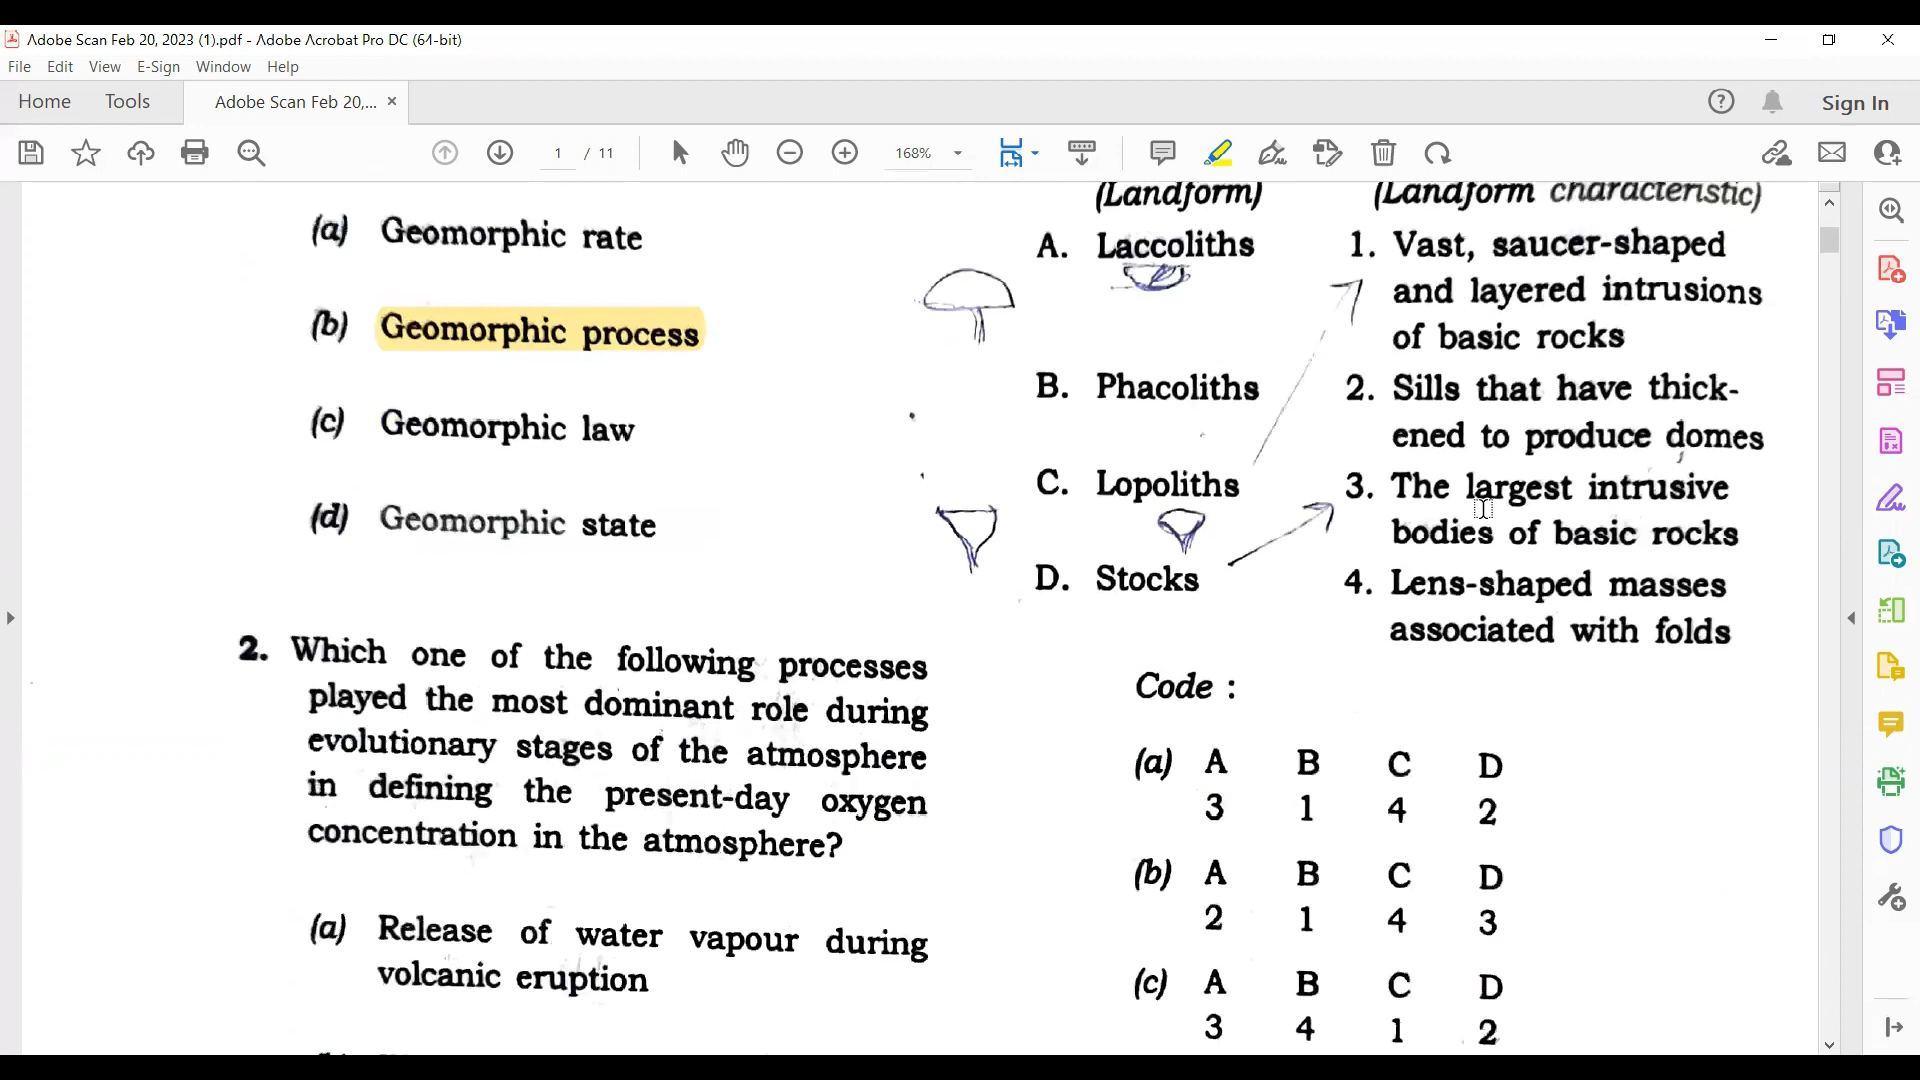 Adobe Scan Feb 20, 2023 (1).pdf - Adobe Acrobat Pro DC (64-bit)
File Edit View E-Sign Window Help
Home Tools Adobe Scan Feb 20,... × Sign In
1 / 11 168%
(a) Geomorphic rate
(b) Geomorphic process
(c) Geomorphic law
(d) Geomorphic state
2. Which one of the following processes
played the most dominant role during
evolutionary stages of the atmosphere
in defining the present-day oxygen
concentration in the atmosphere?
(a) Release of water vapour during
volcanic eruption
(Landform) (Landform characteristic)
A. Laccoliths 1. Vast, saucer-shaped
and layered intrusions
of basic rocks
B. Phacoliths 2. Sills that have thick-
ened to produce domes
C. Lopoliths 3. The largest intrusive
bodies of basic rocks
D. Stocks 4. Lens-shaped masses
associated with folds
Code :
(a) A B C D
3 1 4 2
(b) A B C D
2 1 4 3
(c) A B C D
3 4 1 2